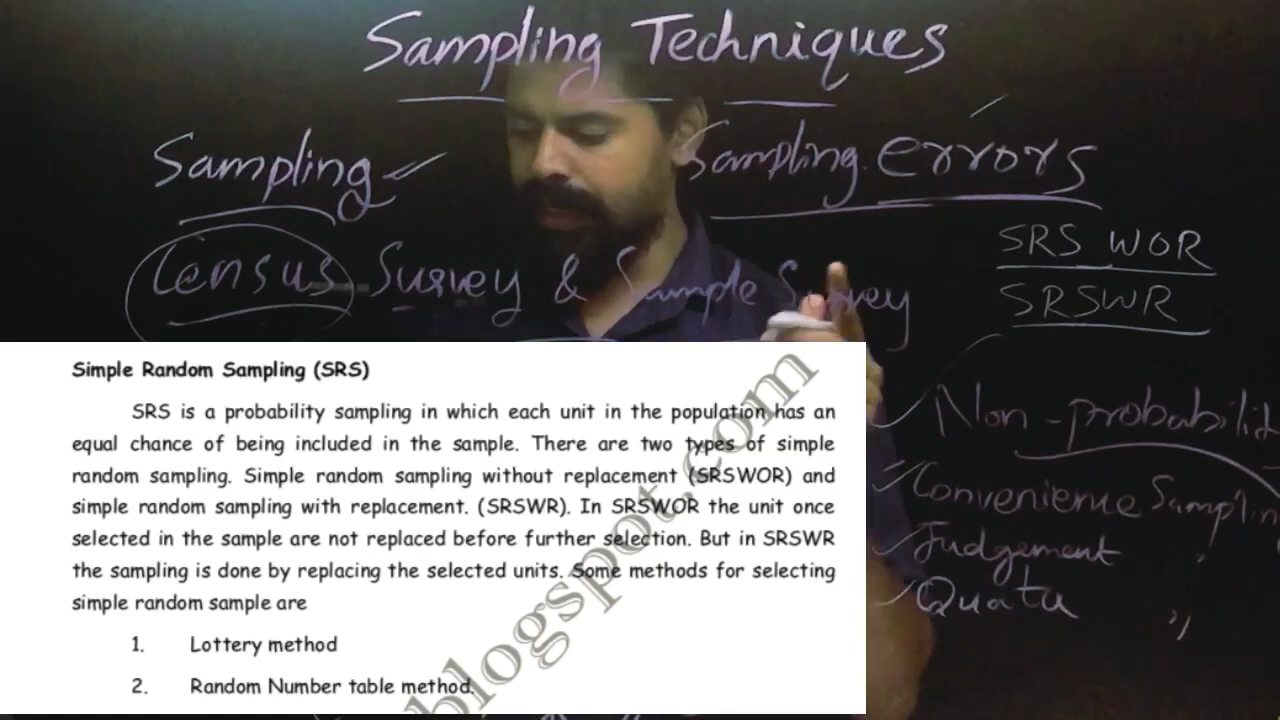 Sampling Techniques
Sampling
Sampling errors
Census Survey & Sample Survey
SRS WOR
SRSWR
Non-probabilit
Convenience Sampling
Judgement "
Quata "
Simple Random Sampling (SRS)
SRS is a probability sampling in which each unit in the population has an
equal chance of being included in the sample. There are two types of simple
random sampling. Simple random sampling without replacement (SRSWOR) and
simple random sampling with replacement. (SRSWR). In SRSWOR the unit once
selected in the sample are not replaced before further selection. But in SRSWR
the sampling is done by replacing the selected units. Some methods for selecting
simple random sample are
1. Lottery method
2. Random Number table method.
blogspot.com